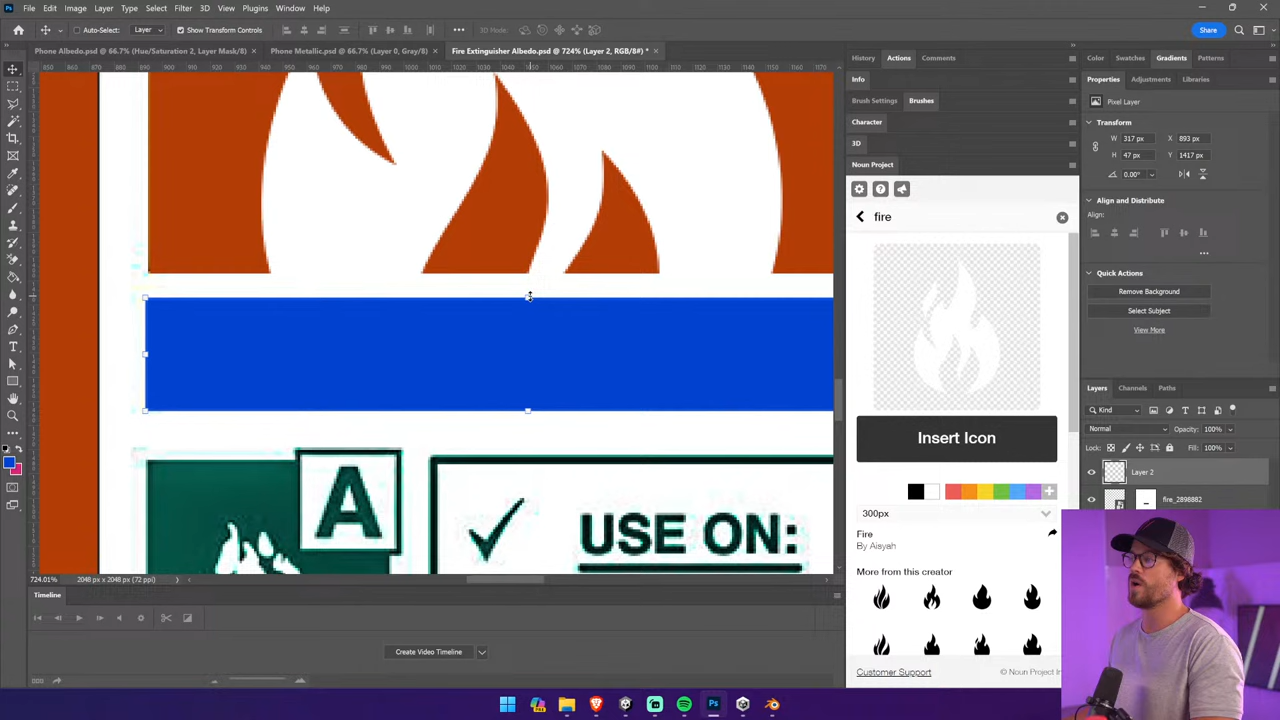 File Edit Image Layer Type Select Filter 3D View Plugins Window Help
Auto-Select: Layer Show Transform Controls 3D Mode: Share
Phone Albedo.psd @ 66.7% (Hue/Saturation 2, Layer Mask/8) × Phone Metallic.psd @ 66.7% (Layer 0, Gray/8) × Fire Extinguisher Albedo.psd @ 724% (Layer 2, RGB/8#) * ×
History Actions Comments
Info
Brush Settings Brushes
Character
3D
Noun Project
fire
Insert Icon
300px
Fire
By Aisyah
More from this creator
Customer Support © Noun Project In
Color Swatches Gradients Patterns
Properties Adjustments Libraries
Pixel Layer
Transform
W 317 px X 893 px
H 47 px Y 1417 px
0.00°
Align and Distribute
Align:
Quick Actions
Remove Background
Select Subject
View More
Layers Channels Paths
Kind
Normal Opacity: 100%
Lock: Fill: 100%
Layer 2
fire_2898882
A
USE ON:
724.01% 2048 px x 2048 px (72 ppi)
Timeline
Create Video Timeline
Ps